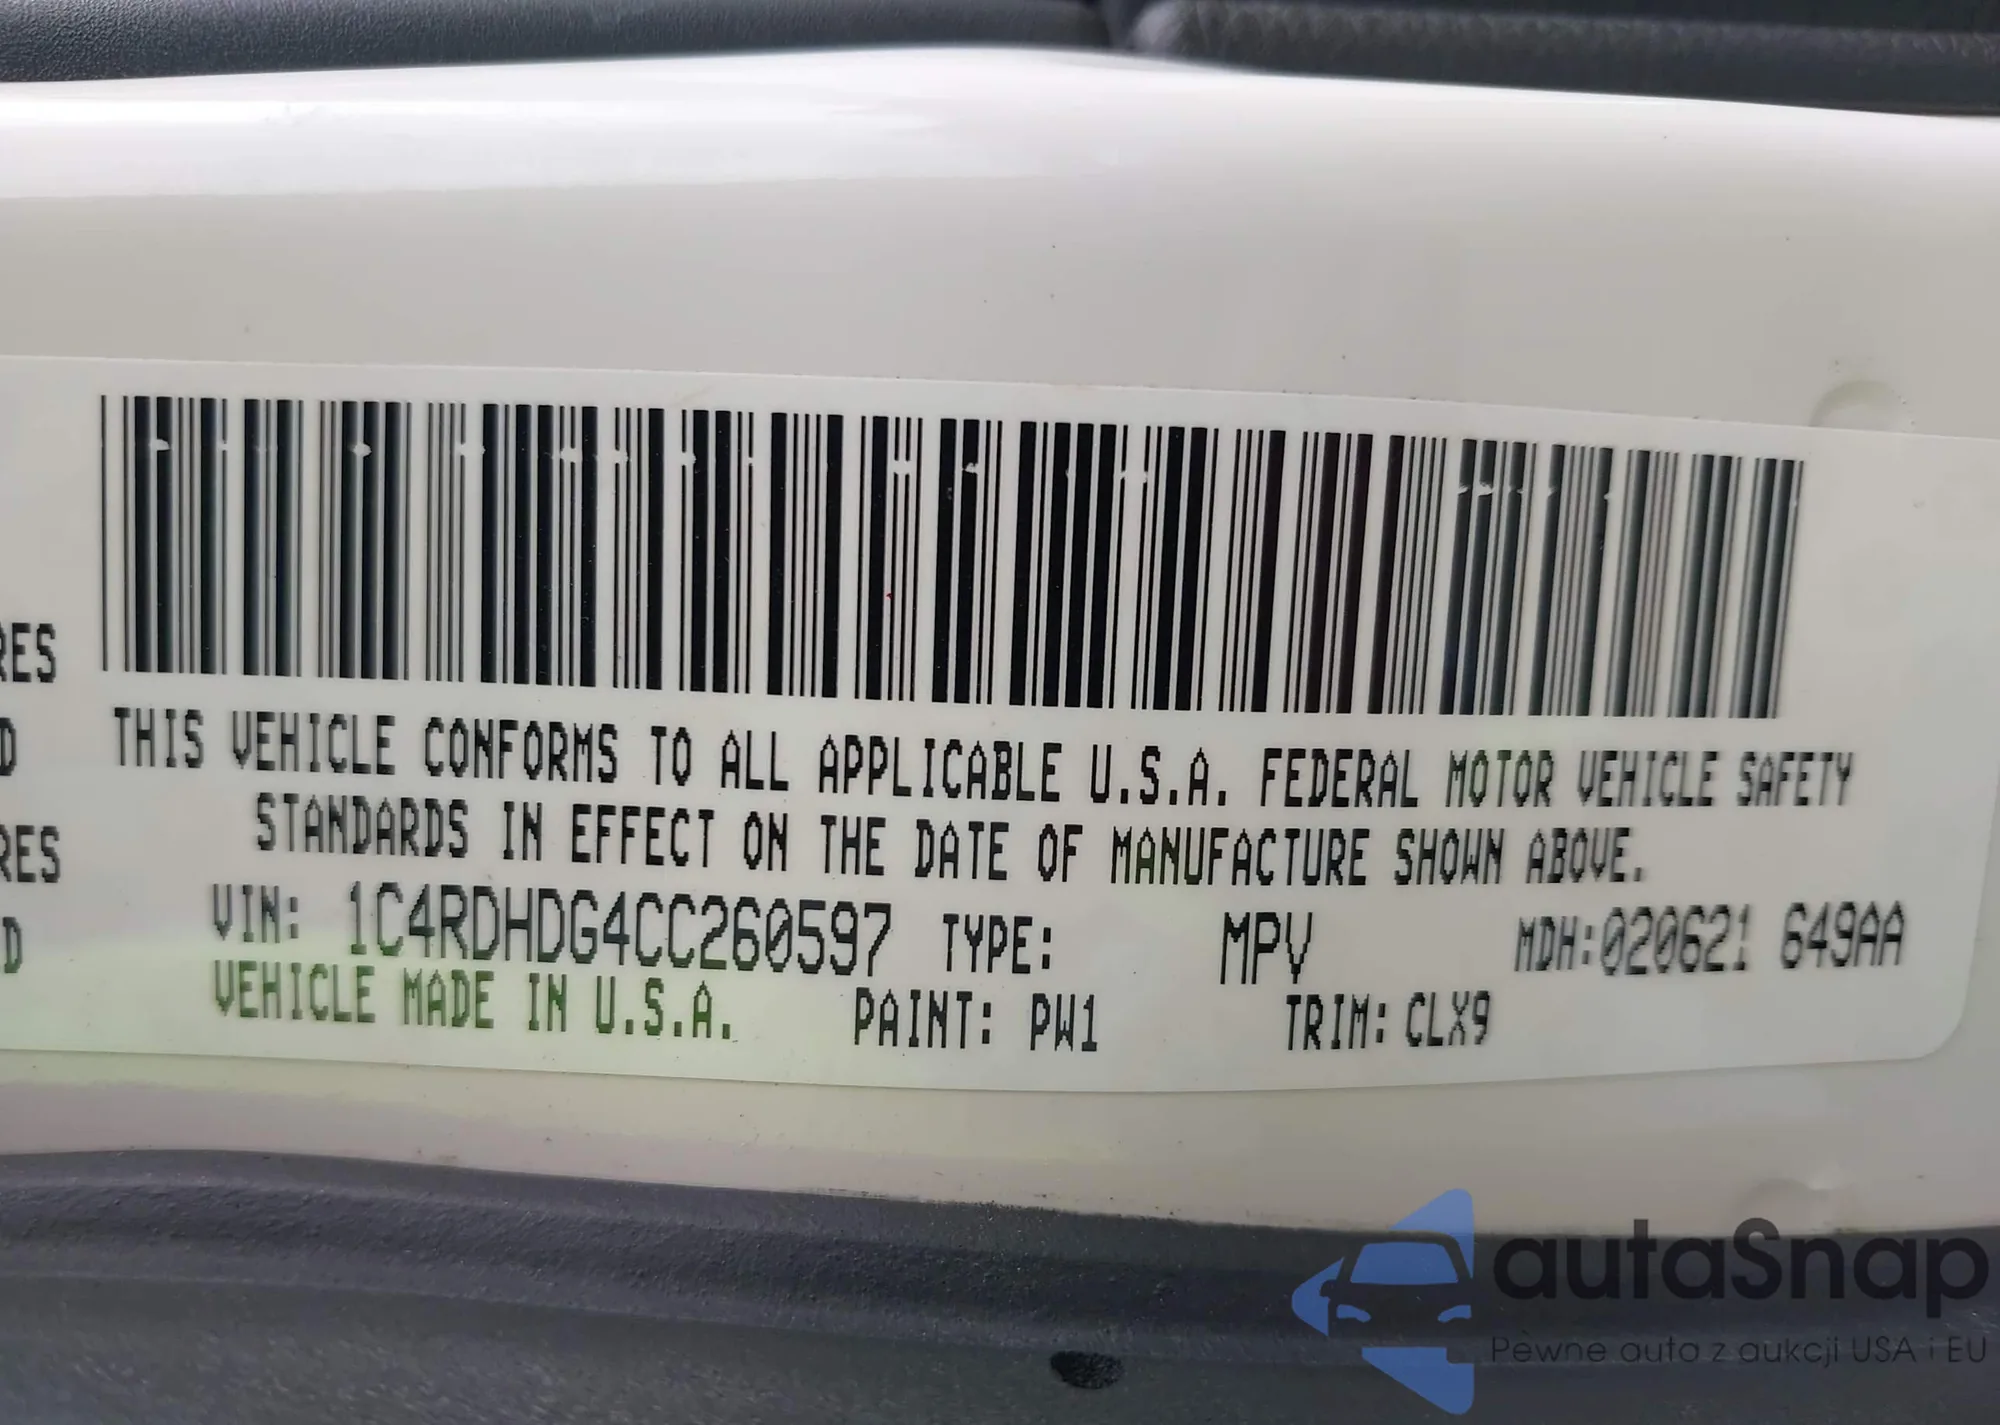 RES
D
RES
D
THIS VEHICLE CONFORMS TO ALL APPLICABLE U.S.A. FEDERAL MOTOR VEHICLE SAFETY
STANDARDS IN EFFECT ON THE DATE OF MANUFACTURE SHOWN ABOVE.
VIN: 1C4RDHDG4CC260597 TYPE: MPV MDH:020621 649AA
VEHICLE MADE IN U.S.A. PAINT: PW1 TRIM: CLX9
autaSnap
Pewne auta z aukcji USA i EU